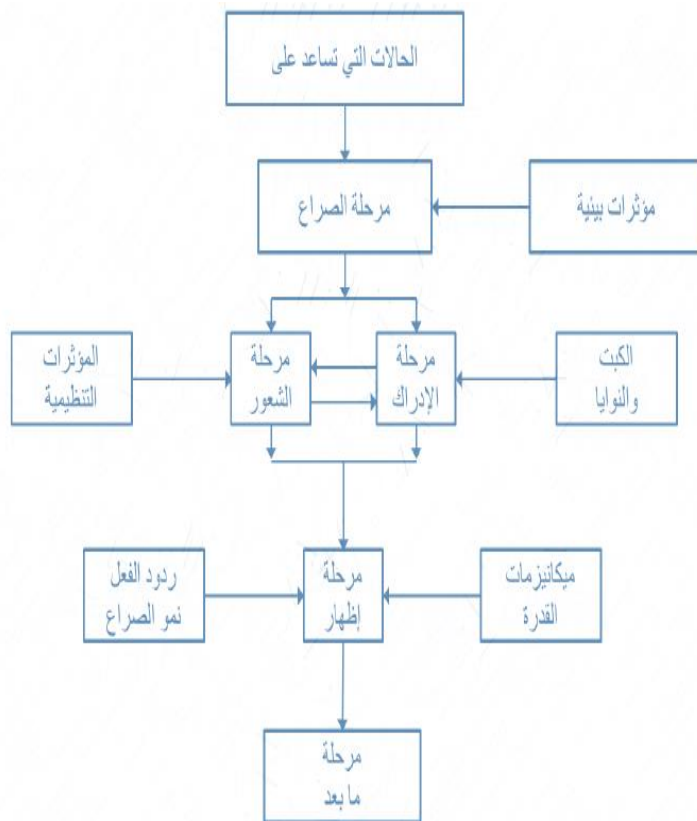 الحالات التي تساعد على
مرحلة الصراع
مؤثرات بيئية
المؤثرات
التنظيمية
مرحلة
الشعور
مرحلة
الإدراك
الكبت
والنوايا
ردود الفعل
نمو الصراع
مرحلة
إظهار
ميكانيزمات
القدرة
مرحلة
ما بعد